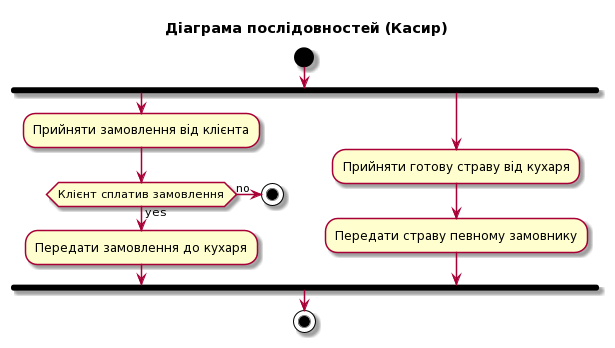 Діаграма послідовностей (Касир)
Прийняти замовлення від клієнта
Клієнт сплатив замовлення
no
yes
Передати замовлення до кухаря
Прийняти готову страву від кухаря
Передати страву певному замовнику